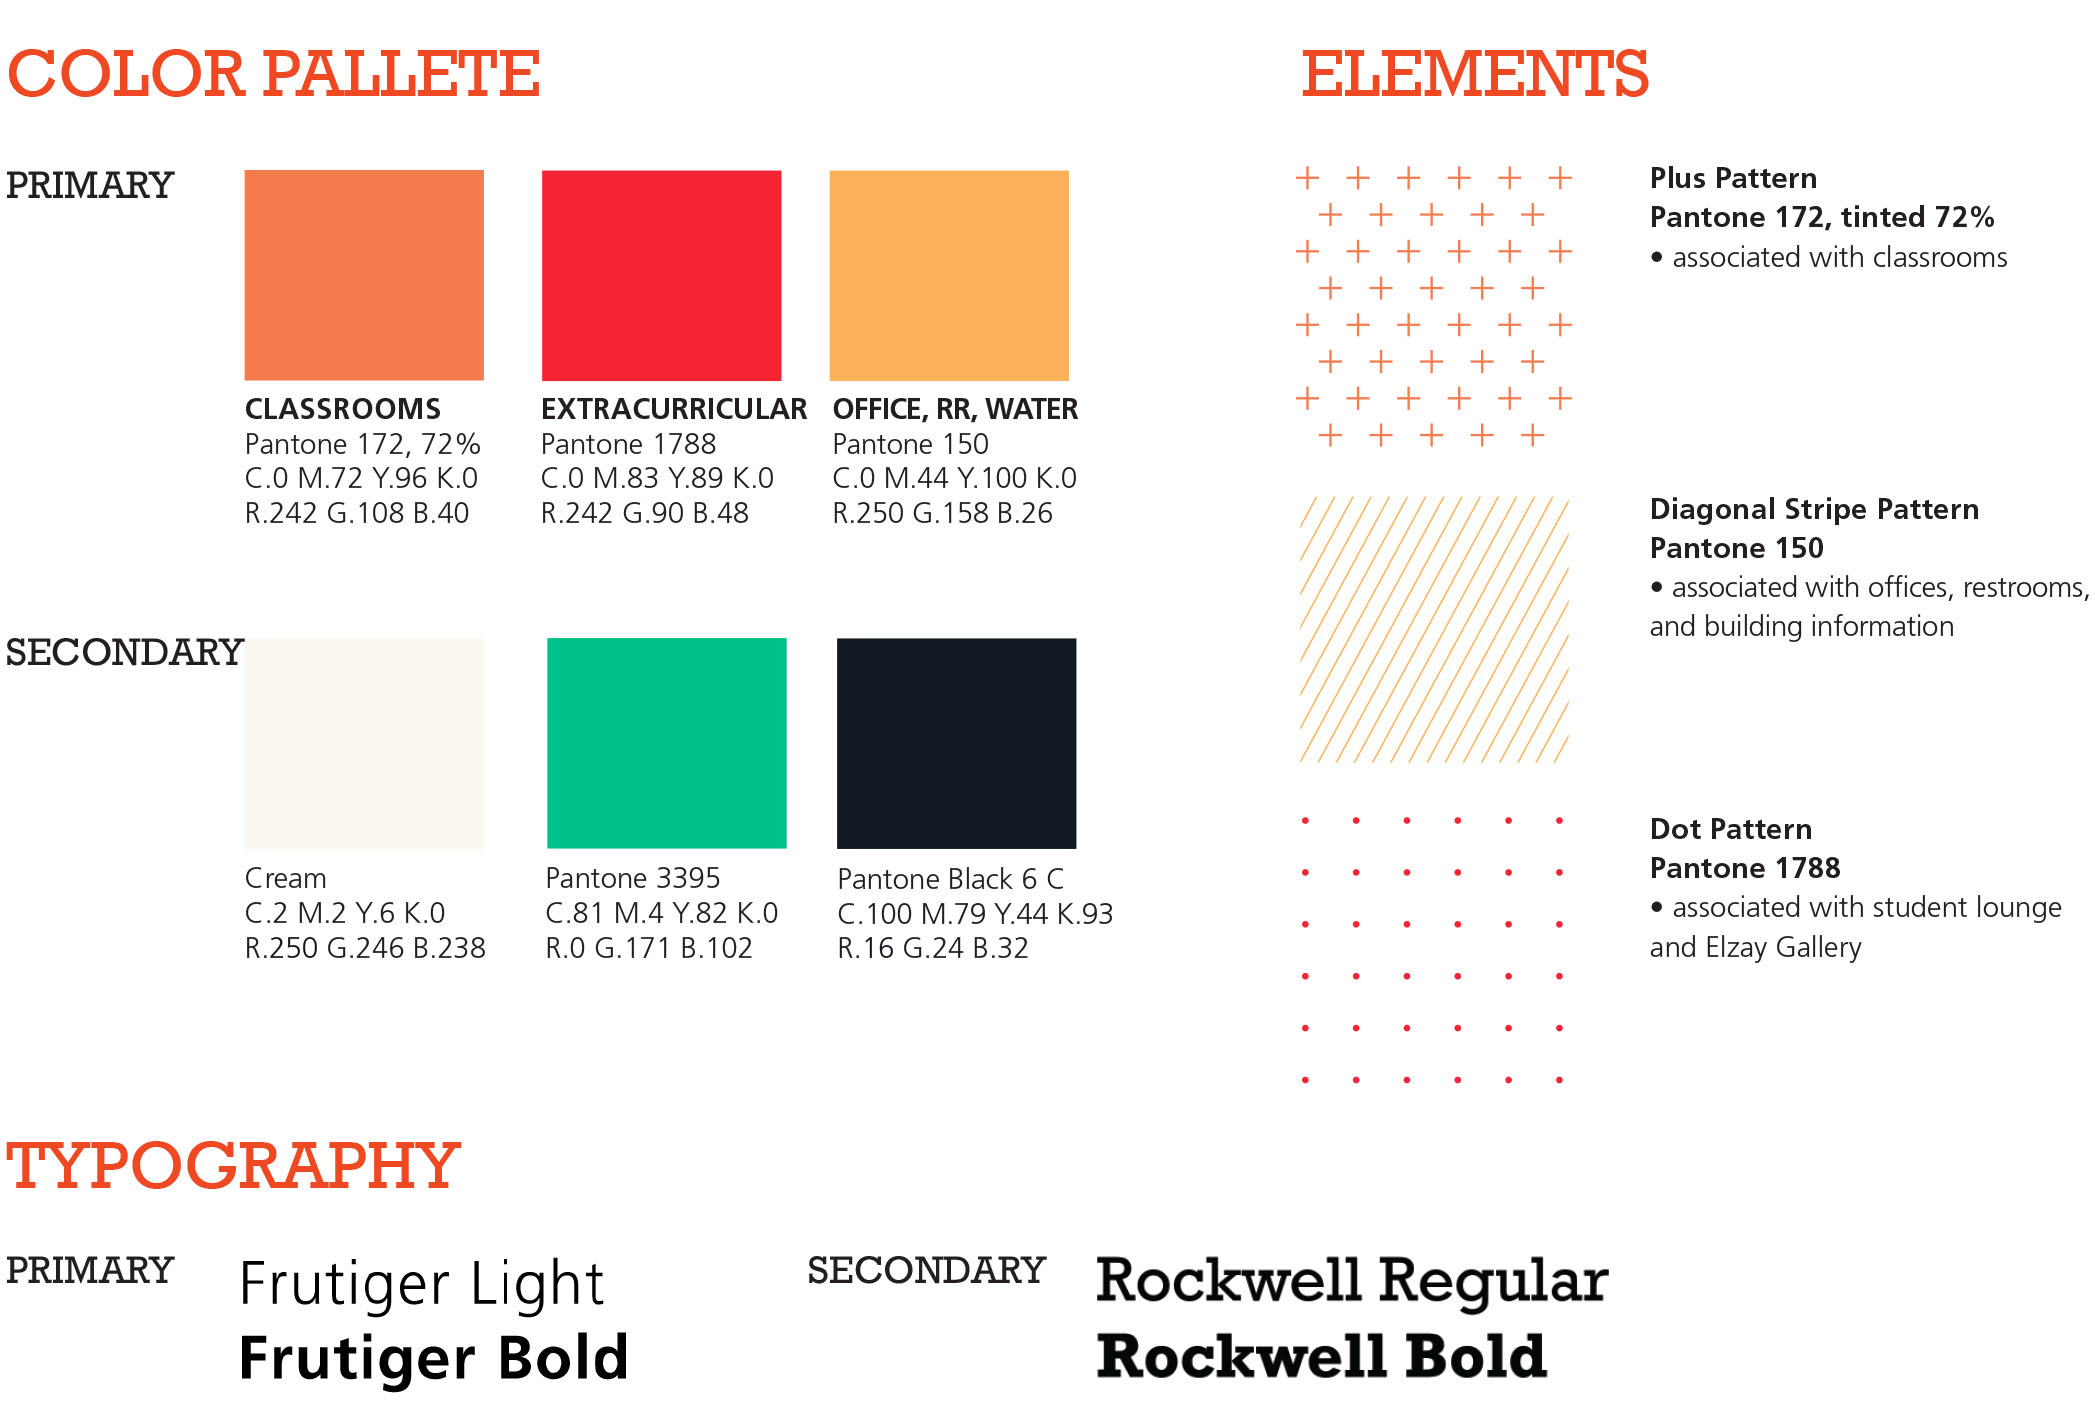 COLOR PALLETE
PRIMARY
CLASSROOMS
Pantone 172, 72%
C.0 M.72 Y.96 K.0
R.242 G.108 B.40
EXTRACURRICULAR
Pantone 1788
C.0 M.83 Y.89 K.0
R.242 G.90 B.48
OFFICE, RR, WATER
Pantone 150
C.0 M.44 Y.100 K.0
R.250 G.158 B.26
SECONDARY
Cream
C.2 M.2 Y.6 K.0
R.250 G.246 B.238
Pantone 3395
C.81 M.4 Y.82 K.0
R.0 G.171 B.102
Pantone Black 6 C
C.100 M.79 Y.44 K.93
R.16 G.24 B.32
ELEMENTS
Plus Pattern
Pantone 172, tinted 72%
• associated with classrooms
Diagonal Stripe Pattern
Pantone 150
• associated with offices, restrooms,
and building information
Dot Pattern
Pantone 1788
• associated with student lounge
and Elzay Gallery
TYPOGRAPHY
PRIMARY
Frutiger Light
Frutiger Bold
SECONDARY
Rockwell Regular
Rockwell Bold